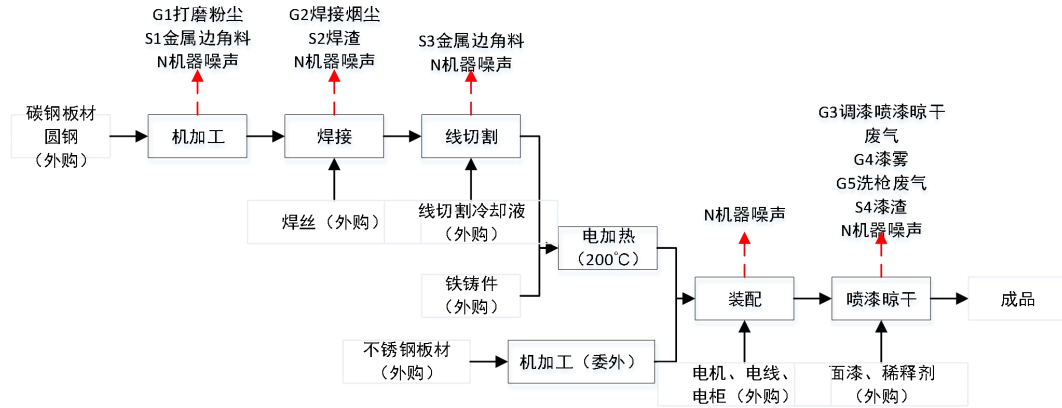 G1打磨粉尘
S1金属边角料
N机器噪声
G2焊接烟尘
S2焊渣
N机器噪声
S3金属边角料
N机器噪声
碳钢板材
圆钢
（外购）
机加工
焊接
线切割
G3调漆喷漆晾干
废气
G4漆雾
G5洗枪废气
S4漆渣
N机器噪声
焊丝（外购）
线切割冷却液
（外购）
N机器噪声
电加热
（200℃）
铁铸件
（外购）
装配
喷漆晾干
成品
不锈钢板材
（外购）
机加工（委外）
电机、电线、
电柜（外购）
面漆、稀释剂
（外购）